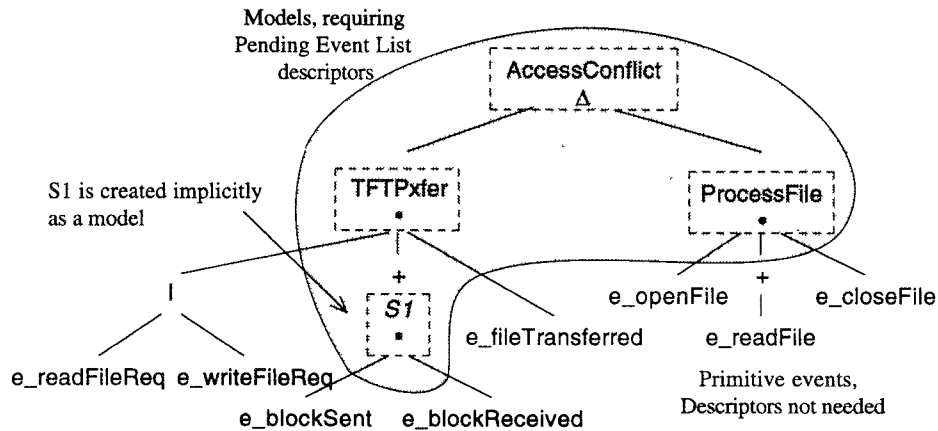 Models, requiring
Pending Event List
descriptors
AccessConflict
Δ
S1 is created implicitly
as a model
TFTPxfer
•
ProcessFile
•
|
+
S1
•
+
e_openFile
e_closeFile
e_fileTransferred
e_readFile
e_readFileReq e_writeFileReq
Primitive events,
Descriptors not needed
e_blockSent
e_blockReceived